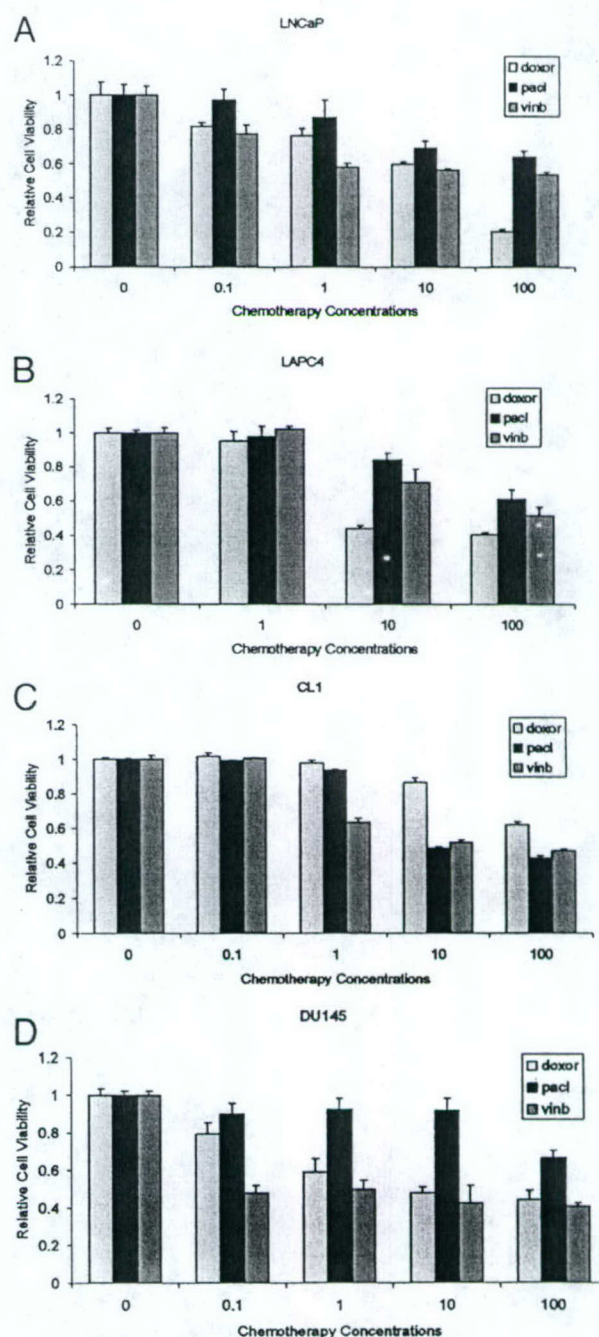 A
LNCaP
1.2
1
0.8
0.6
0.4
0.2
0
Relative Cell Viability
doxor
pacl
vinb
0 0.1 1 10 100
Chemotherapy Concentrations
B
LAPC4
1.2
1
0.8
0.6
0.4
0.2
0
Relative Cell Viability
doxor
pacl
vinb
0 1 10 100
Chemotherapy Concentrations
C
CL1
1.2
1
0.8
0.6
0.4
0.2
0
Relative Cell Viability
doxor
pacl
vinb
0 0.1 1 10 100
Chemotherapy Concentrations
D
DU145
1.2
1
0.8
0.6
0.4
0.2
0
Relative Cell Viability
doxor
pacl
vinb
0 0.1 1 10 100
Chemotherapy Concentrations